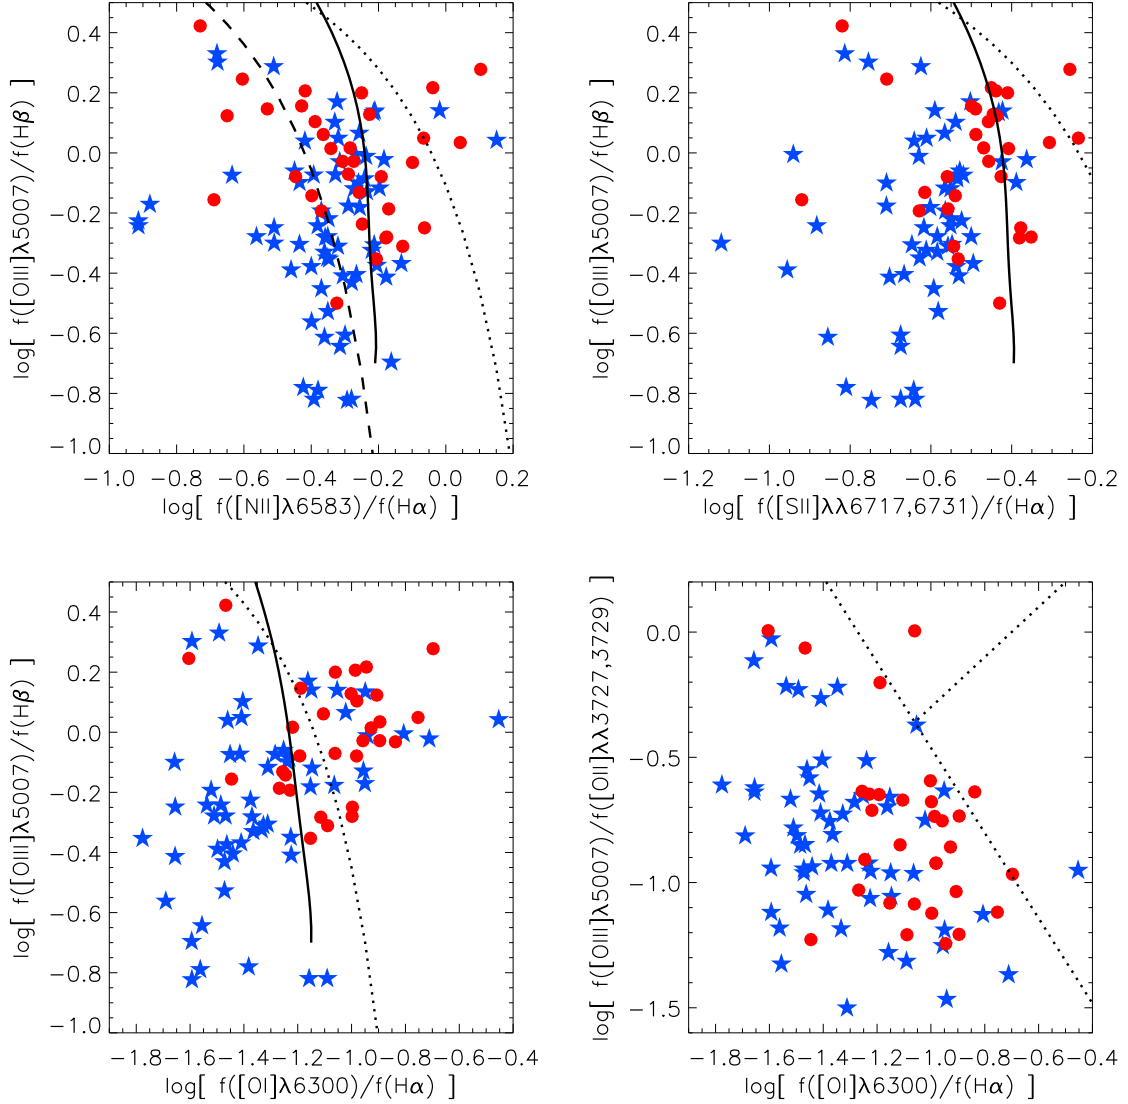 log[ f([OIII]λ5007)/f(Hβ) ]
0.4
0.2
0.0
−0.2
−0.4
−0.6
−0.8
−1.0
−1.0 −0.8 −0.6 −0.4 −0.2 0.0 0.2
log[ f([NII]λ6583)/f(Hα) ]
log[ f([OIII]λ5007)/f(Hβ) ]
0.4
0.2
0.0
−0.2
−0.4
−0.6
−0.8
−1.0
−1.2 −1.0 −0.8 −0.6 −0.4 −0.2
log[ f([SII]λλ6717,6731)/f(Hα) ]
log[ f([OIII]λ5007)/f(Hβ) ]
0.4
0.2
0.0
−0.2
−0.4
−0.6
−0.8
−1.0
−1.8 −1.6 −1.4 −1.2 −1.0 −0.8 −0.6 −0.4
log[ f([OI]λ6300)/f(Hα) ]
log[ f([OIII]λ5007)/f([OII]λλ3727,3729) ]
0.0
−0.5
−1.0
−1.5
−1.8 −1.6 −1.4 −1.2 −1.0 −0.8 −0.6 −0.4
log[ f([OI]λ6300)/f(Hα) ]